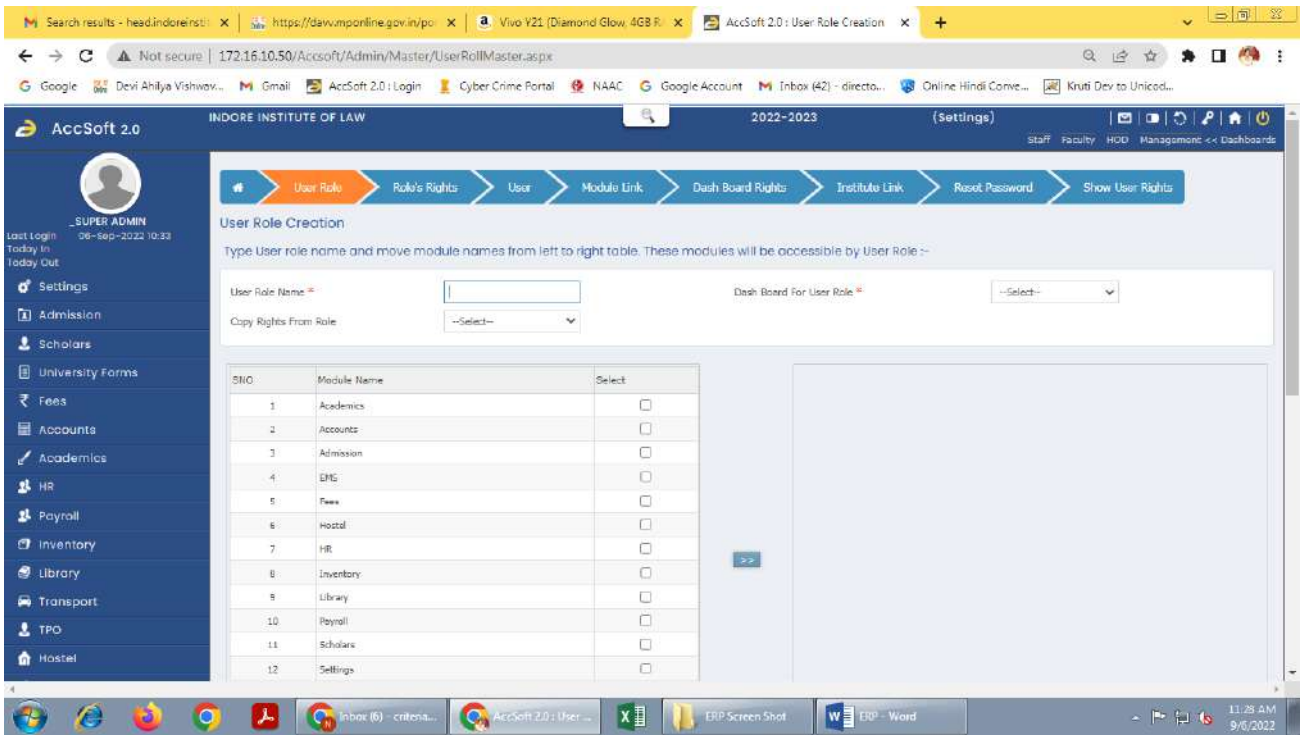 Search results - head.indoreinsti
https://davv.mponline.gov.in/por
Vivo Y21 (Diamond Glow, 4GB RA
AccSoft 2.0 : User Role Creation
Not secure | 172.16.10.50/Accsoft/Admin/Master/UserRollMaster.aspx
Google
Devi Ahilya Vishwav...
Gmail
AccSoft 2.0 : Login
Cyber Crime Portal
NAAC
Google Account
Inbox (42) - directo...
Online Hindi Conve...
Kruti Dev to Unicod...
AccSoft 2.0
INDORE INSTITUTE OF LAW
2022-2023
(Settings)
Staff Faculty HOD Management << Dashboards
_SUPER ADMIN
Last Login 06-Sep-2022 10:33
Today In
Today Out
Settings
Admission
Scholars
University Forms
Fees
Accounts
Academics
HR
Payroll
Inventory
Library
Transport
TPO
Hostel
User Role
Role's Rights
User
Module Link
Dash Board Rights
Institute Link
Reset Password
Show User Rights
User Role Creation
Type User role name and move module names from left to right table. These modules will be accessible by User Role :-
User Role Name *
Dash Board For User Role *
--Select--
Copy Rights From Role
--Select--
SNO Module Name Select
1 Academics
2 Accounts
3 Admission
4 EMS
5 Fees
6 Hostel
7 HR
8 Inventory
9 Library
10 Payroll
11 Scholars
12 Settings
>>
Inbox (6) - critena...
AccSoft 2.0 : User ...
ERP Screen Shot
ERP - Word
11:28 AM
9/6/2022